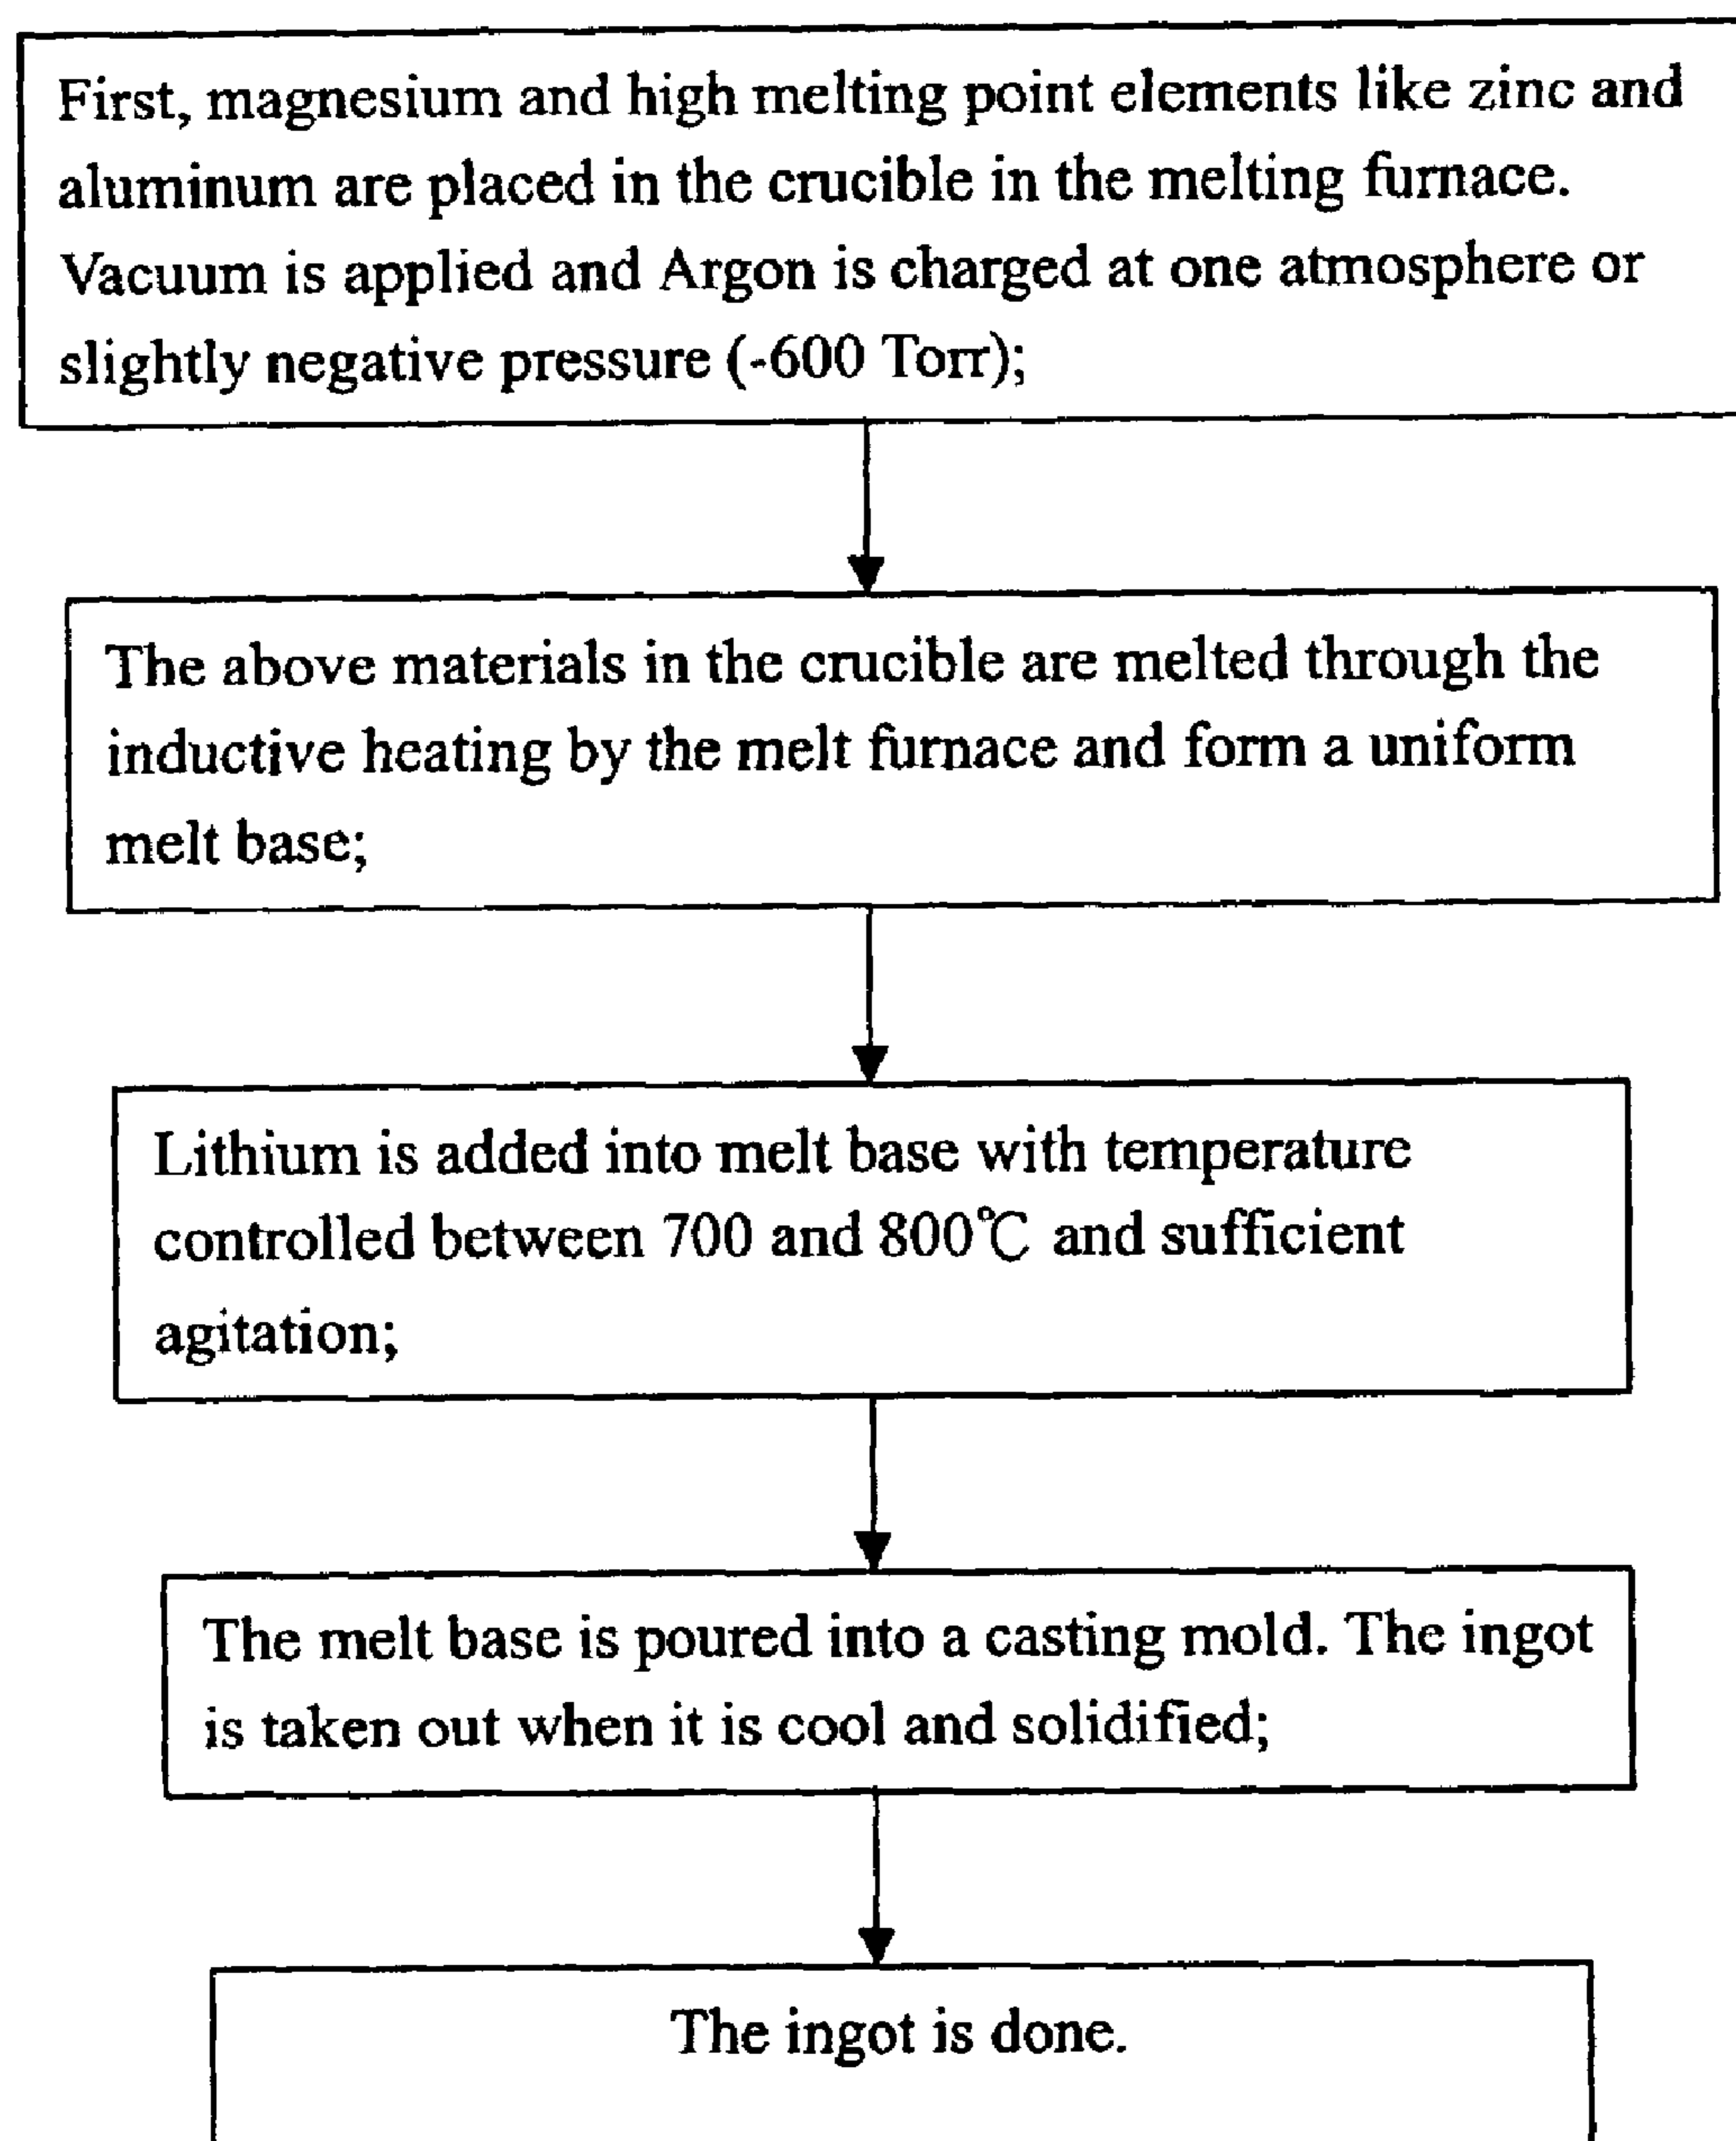 First, magnesium and high melting point elements like zinc and
aluminum are placed in the crucible in the melting furnace.
Vacuum is applied and Argon is charged at one atmosphere or
slightly negative pressure (-600 Torr);
The above materials in the crucible are melted through the
inductive heating by the melt furnace and form a uniform
melt base;
Lithium is added into melt base with temperature
controlled between 700 and 800℃ and sufficient
agitation;
The melt base is poured into a casting mold. The ingot
is taken out when it is cool and solidified;
The ingot is done.